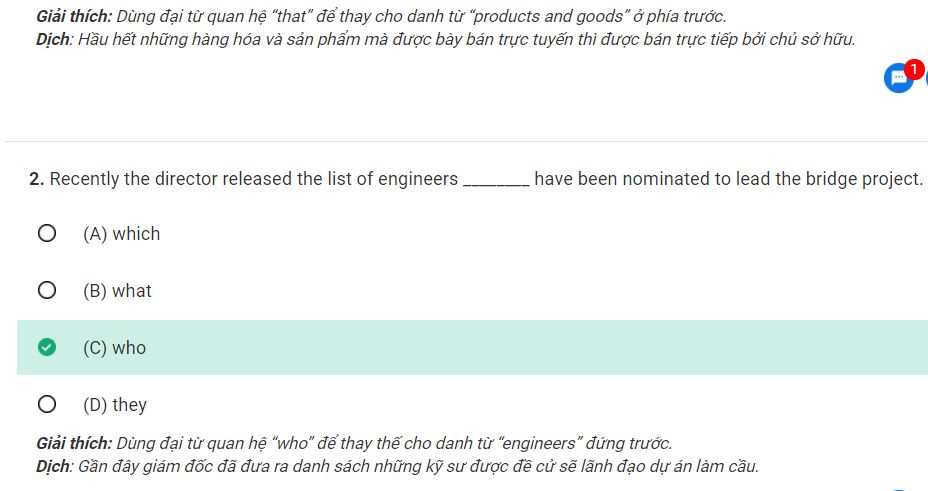 Giải thích: Dùng đại từ quan hệ “that” để thay cho danh từ “products and goods” ở phía trước.
Dịch: Hầu hết những hàng hóa và sản phẩm mà được bày bán trực tuyến thì được bán trực tiếp bởi chủ sở hữu.
1
2. Recently the director released the list of engineers ________ have been nominated to lead the bridge project.
(A) which
(B) what
(C) who
(D) they
Giải thích: Dùng đại từ quan hệ “who” để thay thế cho danh từ “engineers” đứng trước.
Dịch: Gần đây giám đốc đã đưa ra danh sách những kỹ sư được đề cử sẽ lãnh đạo dự án làm cầu.